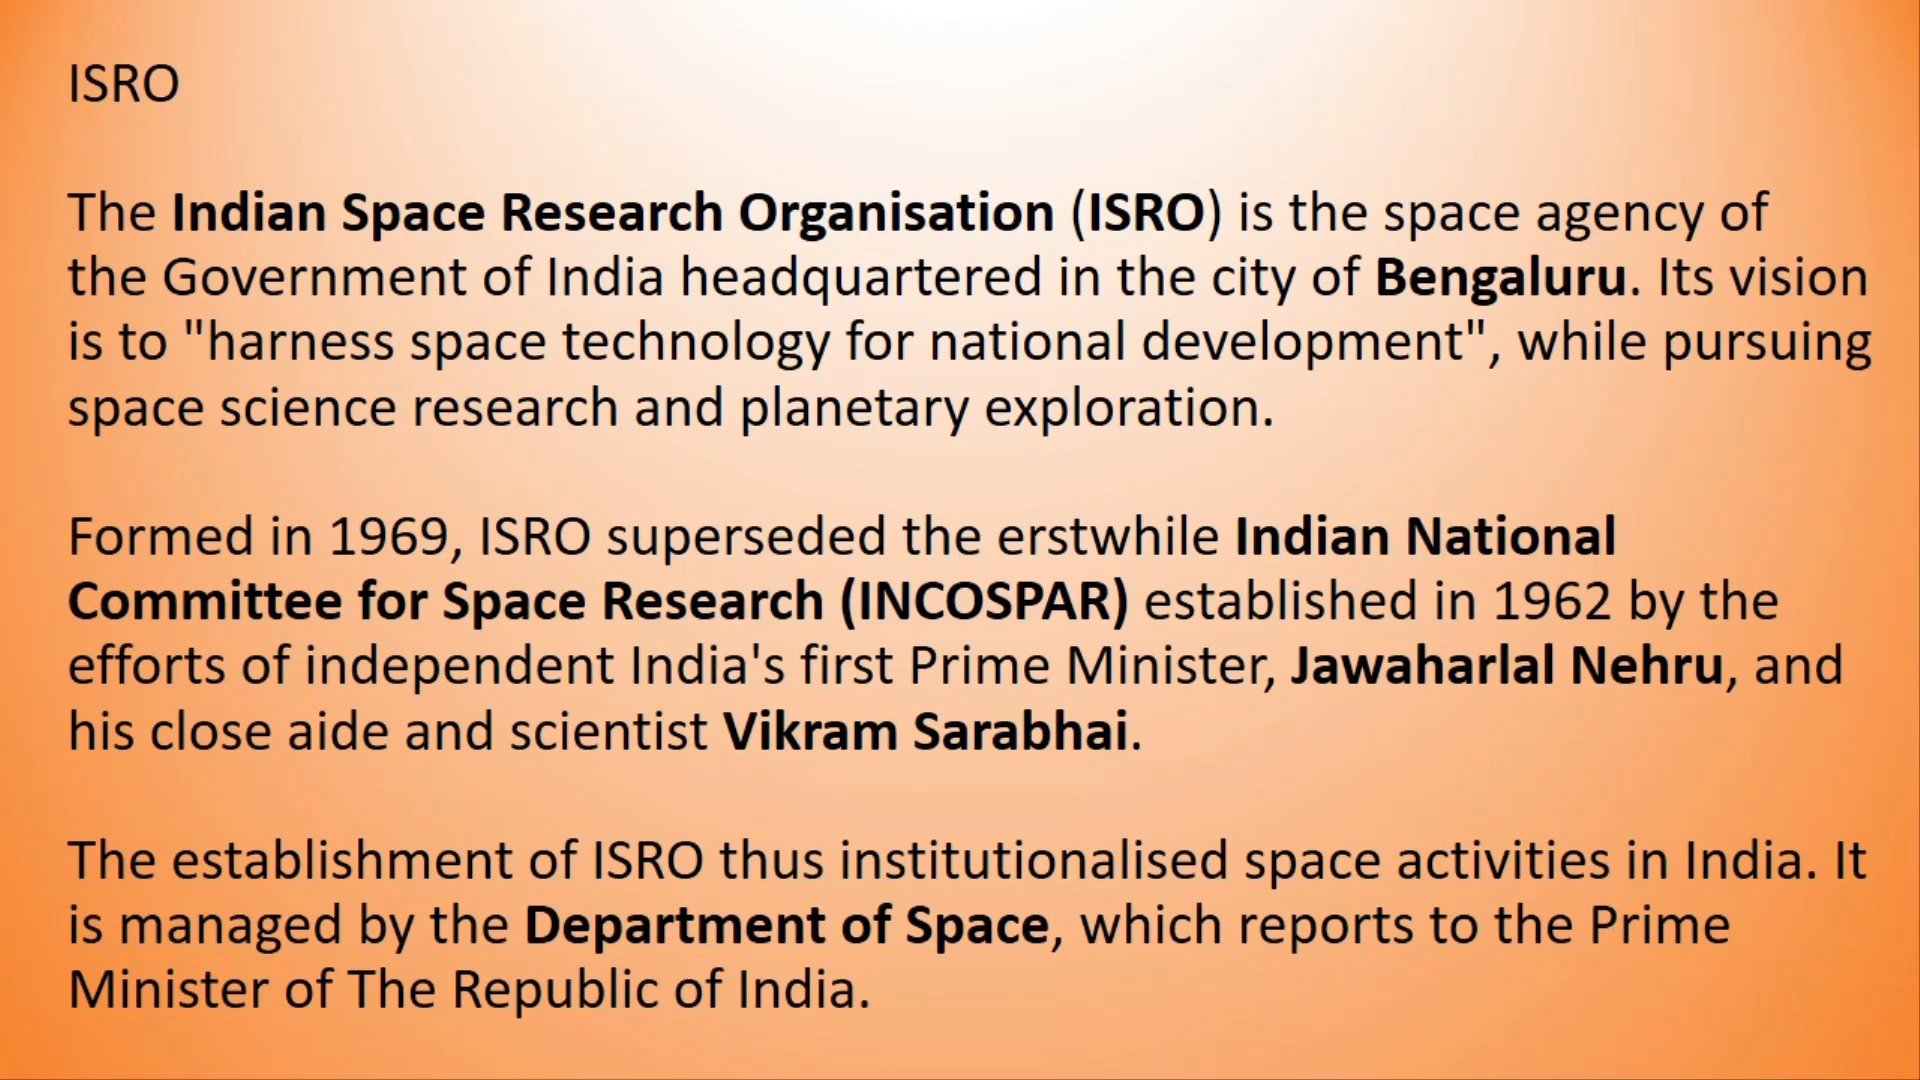 ISRO
The Indian Space Research Organisation (ISRO) is the space agency of
the Government of India headquartered in the city of Bengaluru. Its vision
is to "harness space technology for national development", while pursuing
space science research and planetary exploration.
Formed in 1969, ISRO superseded the erstwhile Indian National
Committee for Space Research (INCOSPAR) established in 1962 by the
efforts of independent India's first Prime Minister, Jawaharlal Nehru, and
his close aide and scientist Vikram Sarabhai.
The establishment of ISRO thus institutionalised space activities in India. It
is managed by the Department of Space, which reports to the Prime
Minister of The Republic of India.